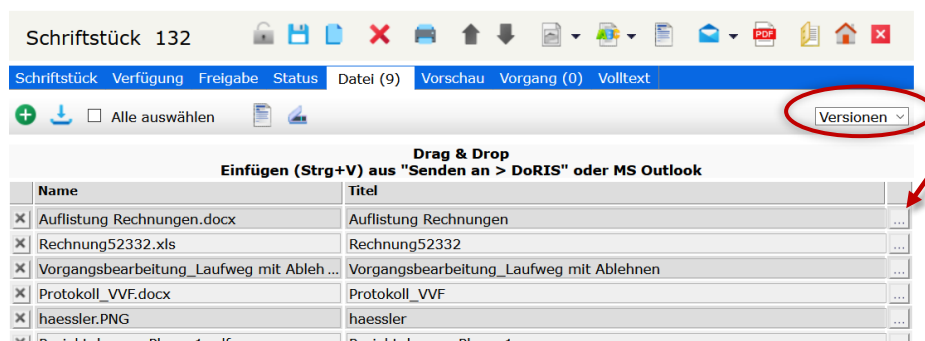 Schriftstück 132
PDF
Schriftstück Verfügung Freigabe Status Datei (9) Vorschau Vorgang (0) Volltext
Alle auswählen Versionen
Drag & Drop
Einfügen (Strg+V) aus "Senden an > DoRIS" oder MS Outlook
Name Titel
Auflistung Rechnungen.docx Auflistung Rechnungen ...
Rechnung52332.xls Rechnung52332 ...
Vorgangsbearbeitung_Laufweg mit Ableh ... Vorgangsbearbeitung_Laufweg mit Ablehnen ...
Protokoll_VVF.docx Protokoll_VVF ...
haessler.PNG haessler ...